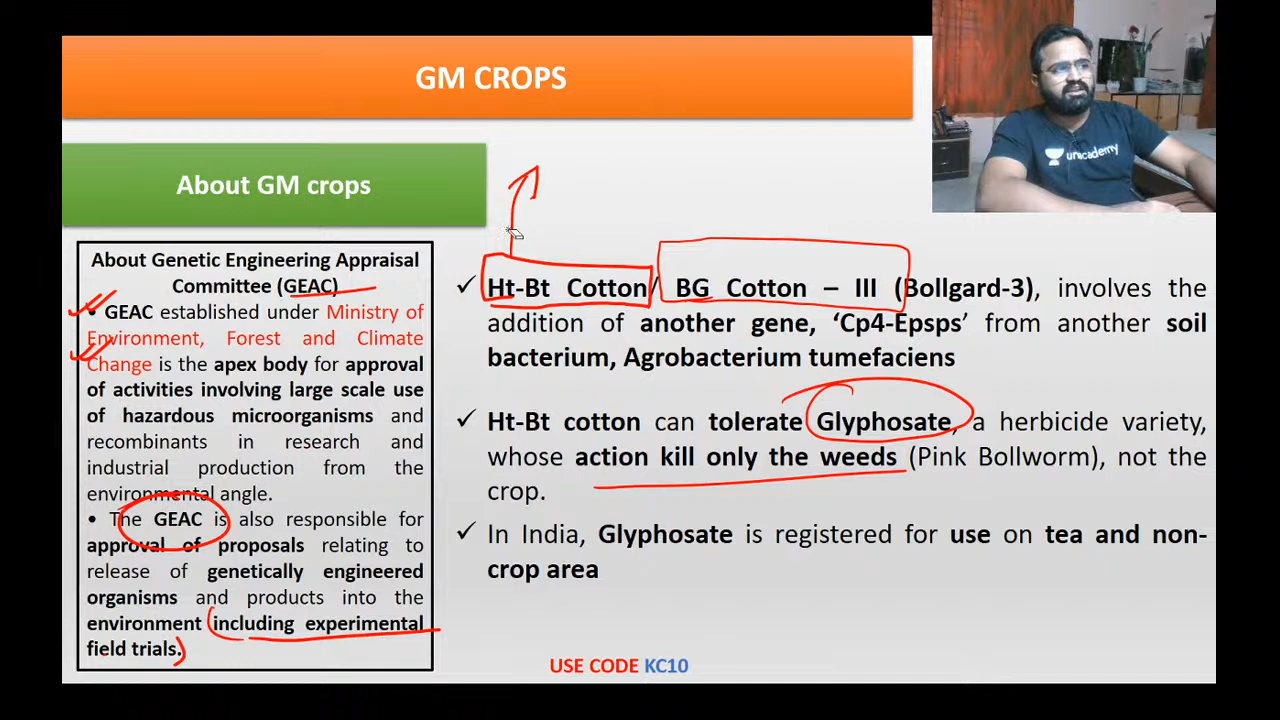 GM CROPS
unacademy
About GM crops
About Genetic Engineering Appraisal
Committee (GEAC)
• GEAC established under Ministry of
Environment, Forest and Climate
Change is the apex body for approval
of activities involving large scale use
of hazardous microorganisms and
recombinants in research and
industrial production from the
environmental angle.
• The GEAC is also responsible for
approval of proposals relating to
release of genetically engineered
organisms and products into the
environment (including experimental
field trials.)
✓ Ht-Bt Cotton/ BG Cotton – III (Bollgard-3), involves the
addition of another gene, ‘Cp4-Epsps’ from another soil
bacterium, Agrobacterium tumefaciens
✓ Ht-Bt cotton can tolerate Glyphosate, a herbicide variety,
whose action kill only the weeds (Pink Bollworm), not the
crop.
✓ In India, Glyphosate is registered for use on tea and non-
crop area
USE CODE KC10